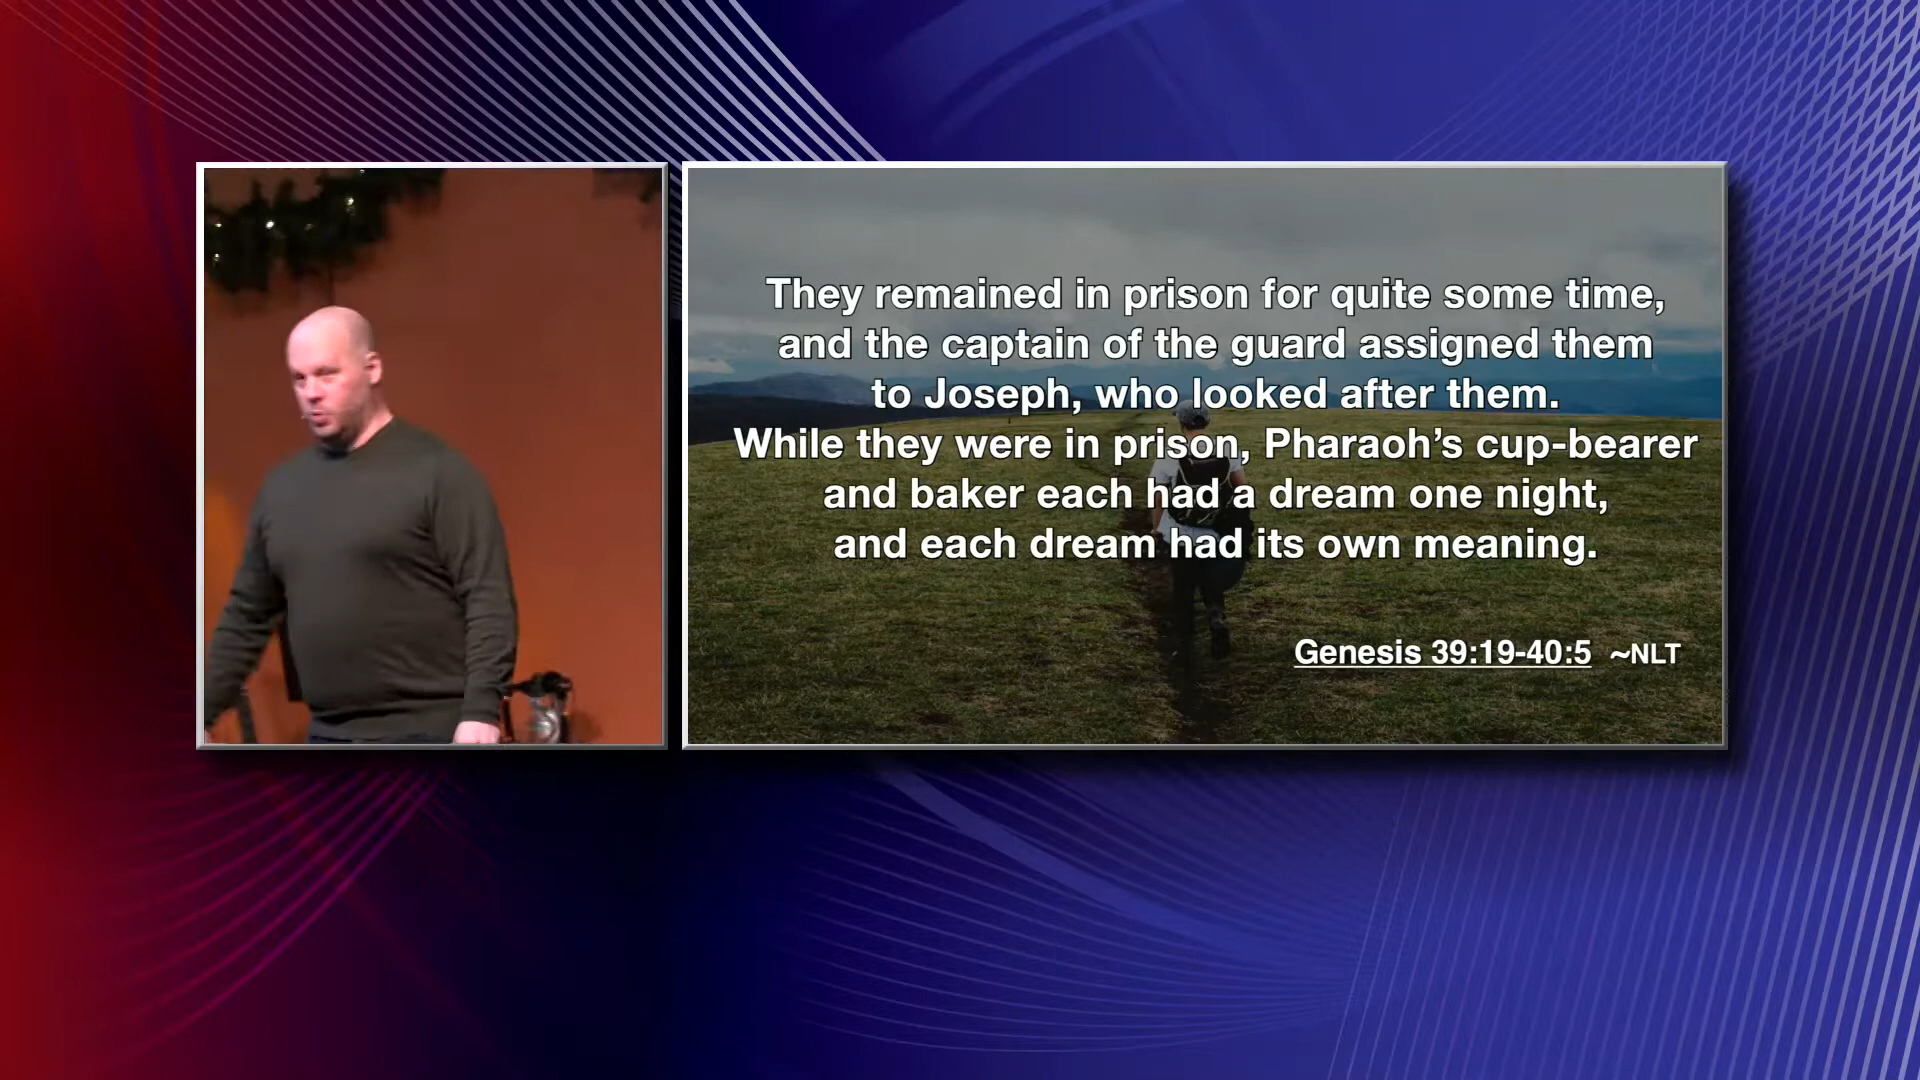 They remained in prison for quite some time,
and the captain of the guard assigned them
to Joseph, who looked after them.
While they were in prison, Pharaoh’s cup-bearer
and baker each had a dream one night,
and each dream had its own meaning.
Genesis 39:19-40:5 ~NLT